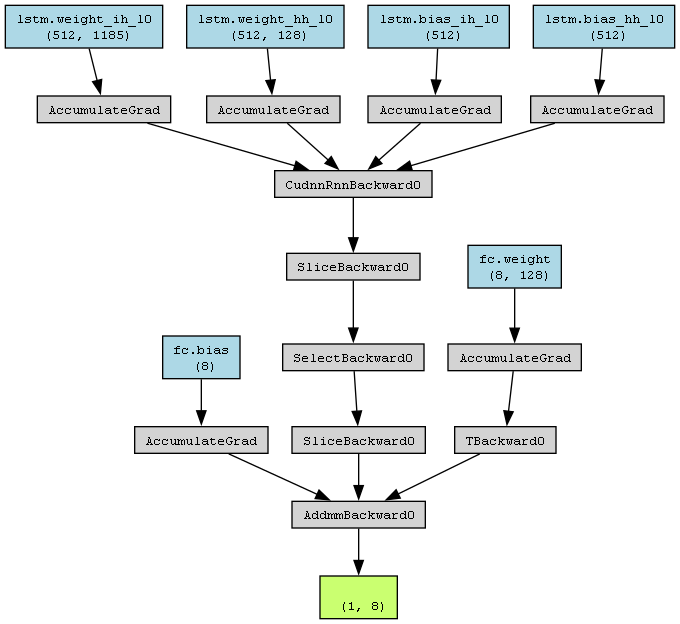 lstm.weight_ih_l0
(512, 1185)
lstm.weight_hh_l0
(512, 128)
lstm.bias_ih_l0
(512)
lstm.bias_hh_l0
(512)
AccumulateGrad
AccumulateGrad
AccumulateGrad
AccumulateGrad
CudnnRnnBackward0
SliceBackward0
fc.weight
(8, 128)
fc.bias
(8)
SelectBackward0
AccumulateGrad
AccumulateGrad
SliceBackward0
TBackward0
AddmmBackward0
(1, 8)